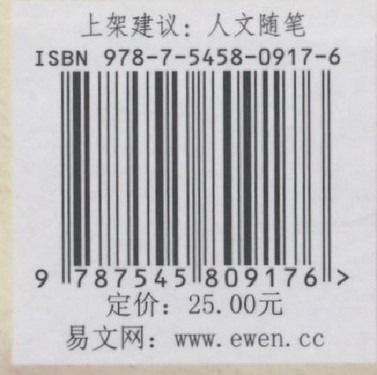 上架建议：人文随笔
ISBN 978-7-5458-0917-6
9 787545 809176 >
定价：25.00元
易文网：www.ewen.cc